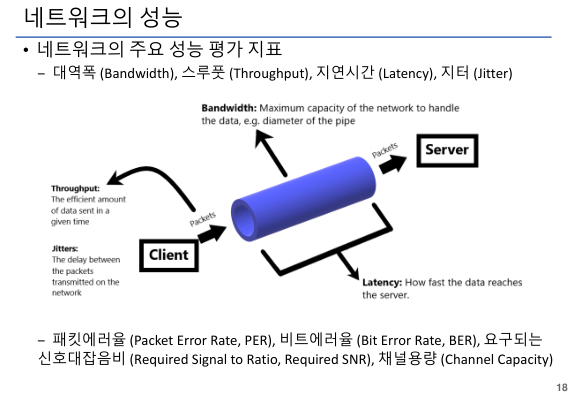 네트워크의 성능
• 네트워크의 주요 성능 평가 지표
– 대역폭 (Bandwidth), 스루풋 (Throughput), 지연시간 (Latency), 지터 (Jitter)
Bandwidth: Maximum capacity of the network to handle
the data, e.g. diameter of the pipe
Packets
Server
Throughput:
The efficient amount
of data sent in a
given time
Packets
Jitters:
The delay between
the packets
transmitted on the
network
Client
Latency: How fast the data reaches
the server.
– 패킷에러율 (Packet Error Rate, PER), 비트에러율 (Bit Error Rate, BER), 요구되는
신호대잡음비 (Required Signal to Ratio, Required SNR), 채널용량 (Channel Capacity)
18